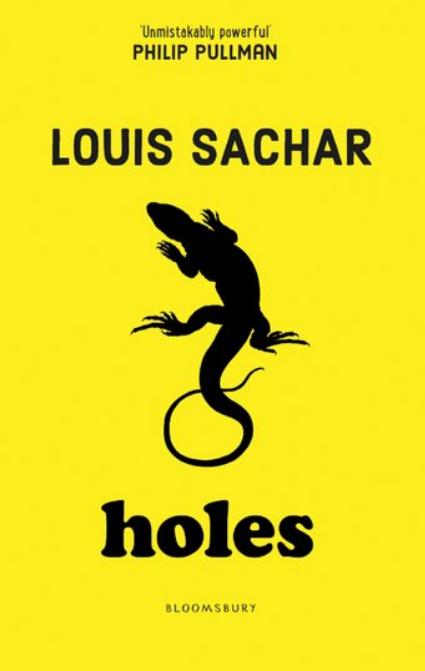 'Unmistakably powerful'
PHILIP PULLMAN
LOUIS SACHAR
holes
BLOOMSBURY